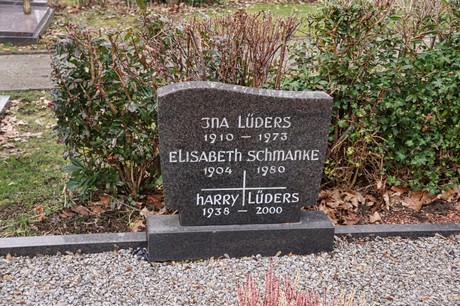 INA LÜDERS
1910 - 1973
ELISABETH SCHMANKE
1904 1980
HARRY LÜDERS
1938 - 2000